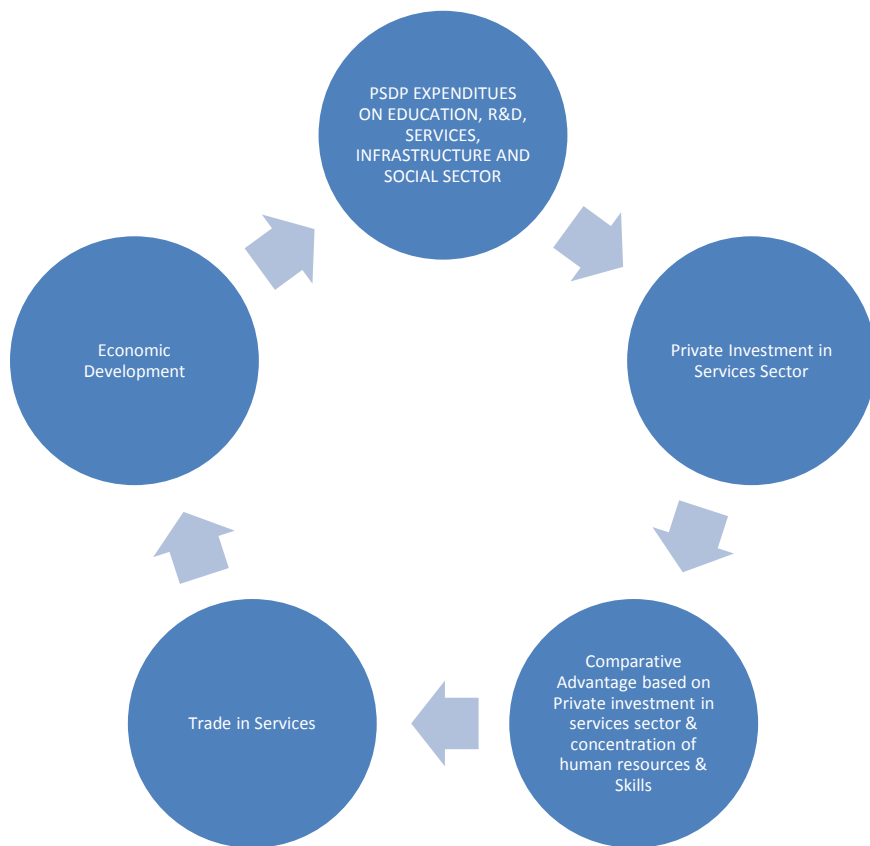 PSDP EXPENDITUES
ON EDUCATION, R&D,
SERVICES,
INFRASTRUCTURE AND
SOCIAL SECTOR
Private Investment in
Services Sector
Comparative
Advantage based on
Private investment in
services sector &
concentration of
human resources &
Skills
Trade in Services
Economic
Development